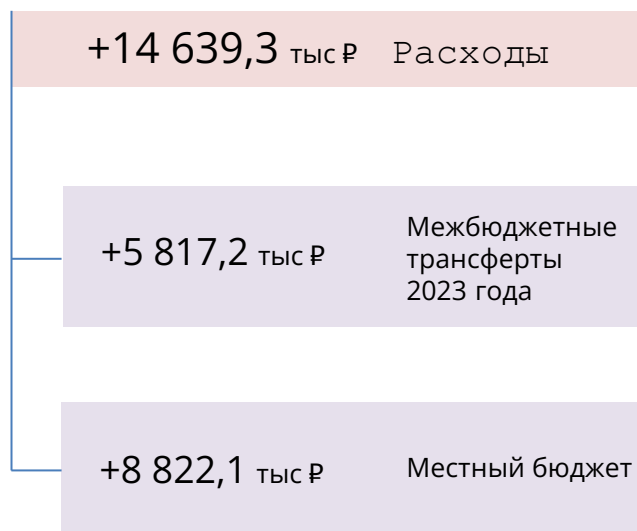 +14 639,3 тыс ₽ Расходы
+5 817,2 тыс ₽
Межбюджетные
трансферты
2023 года
+8 822,1 тыс ₽ Местный бюджет